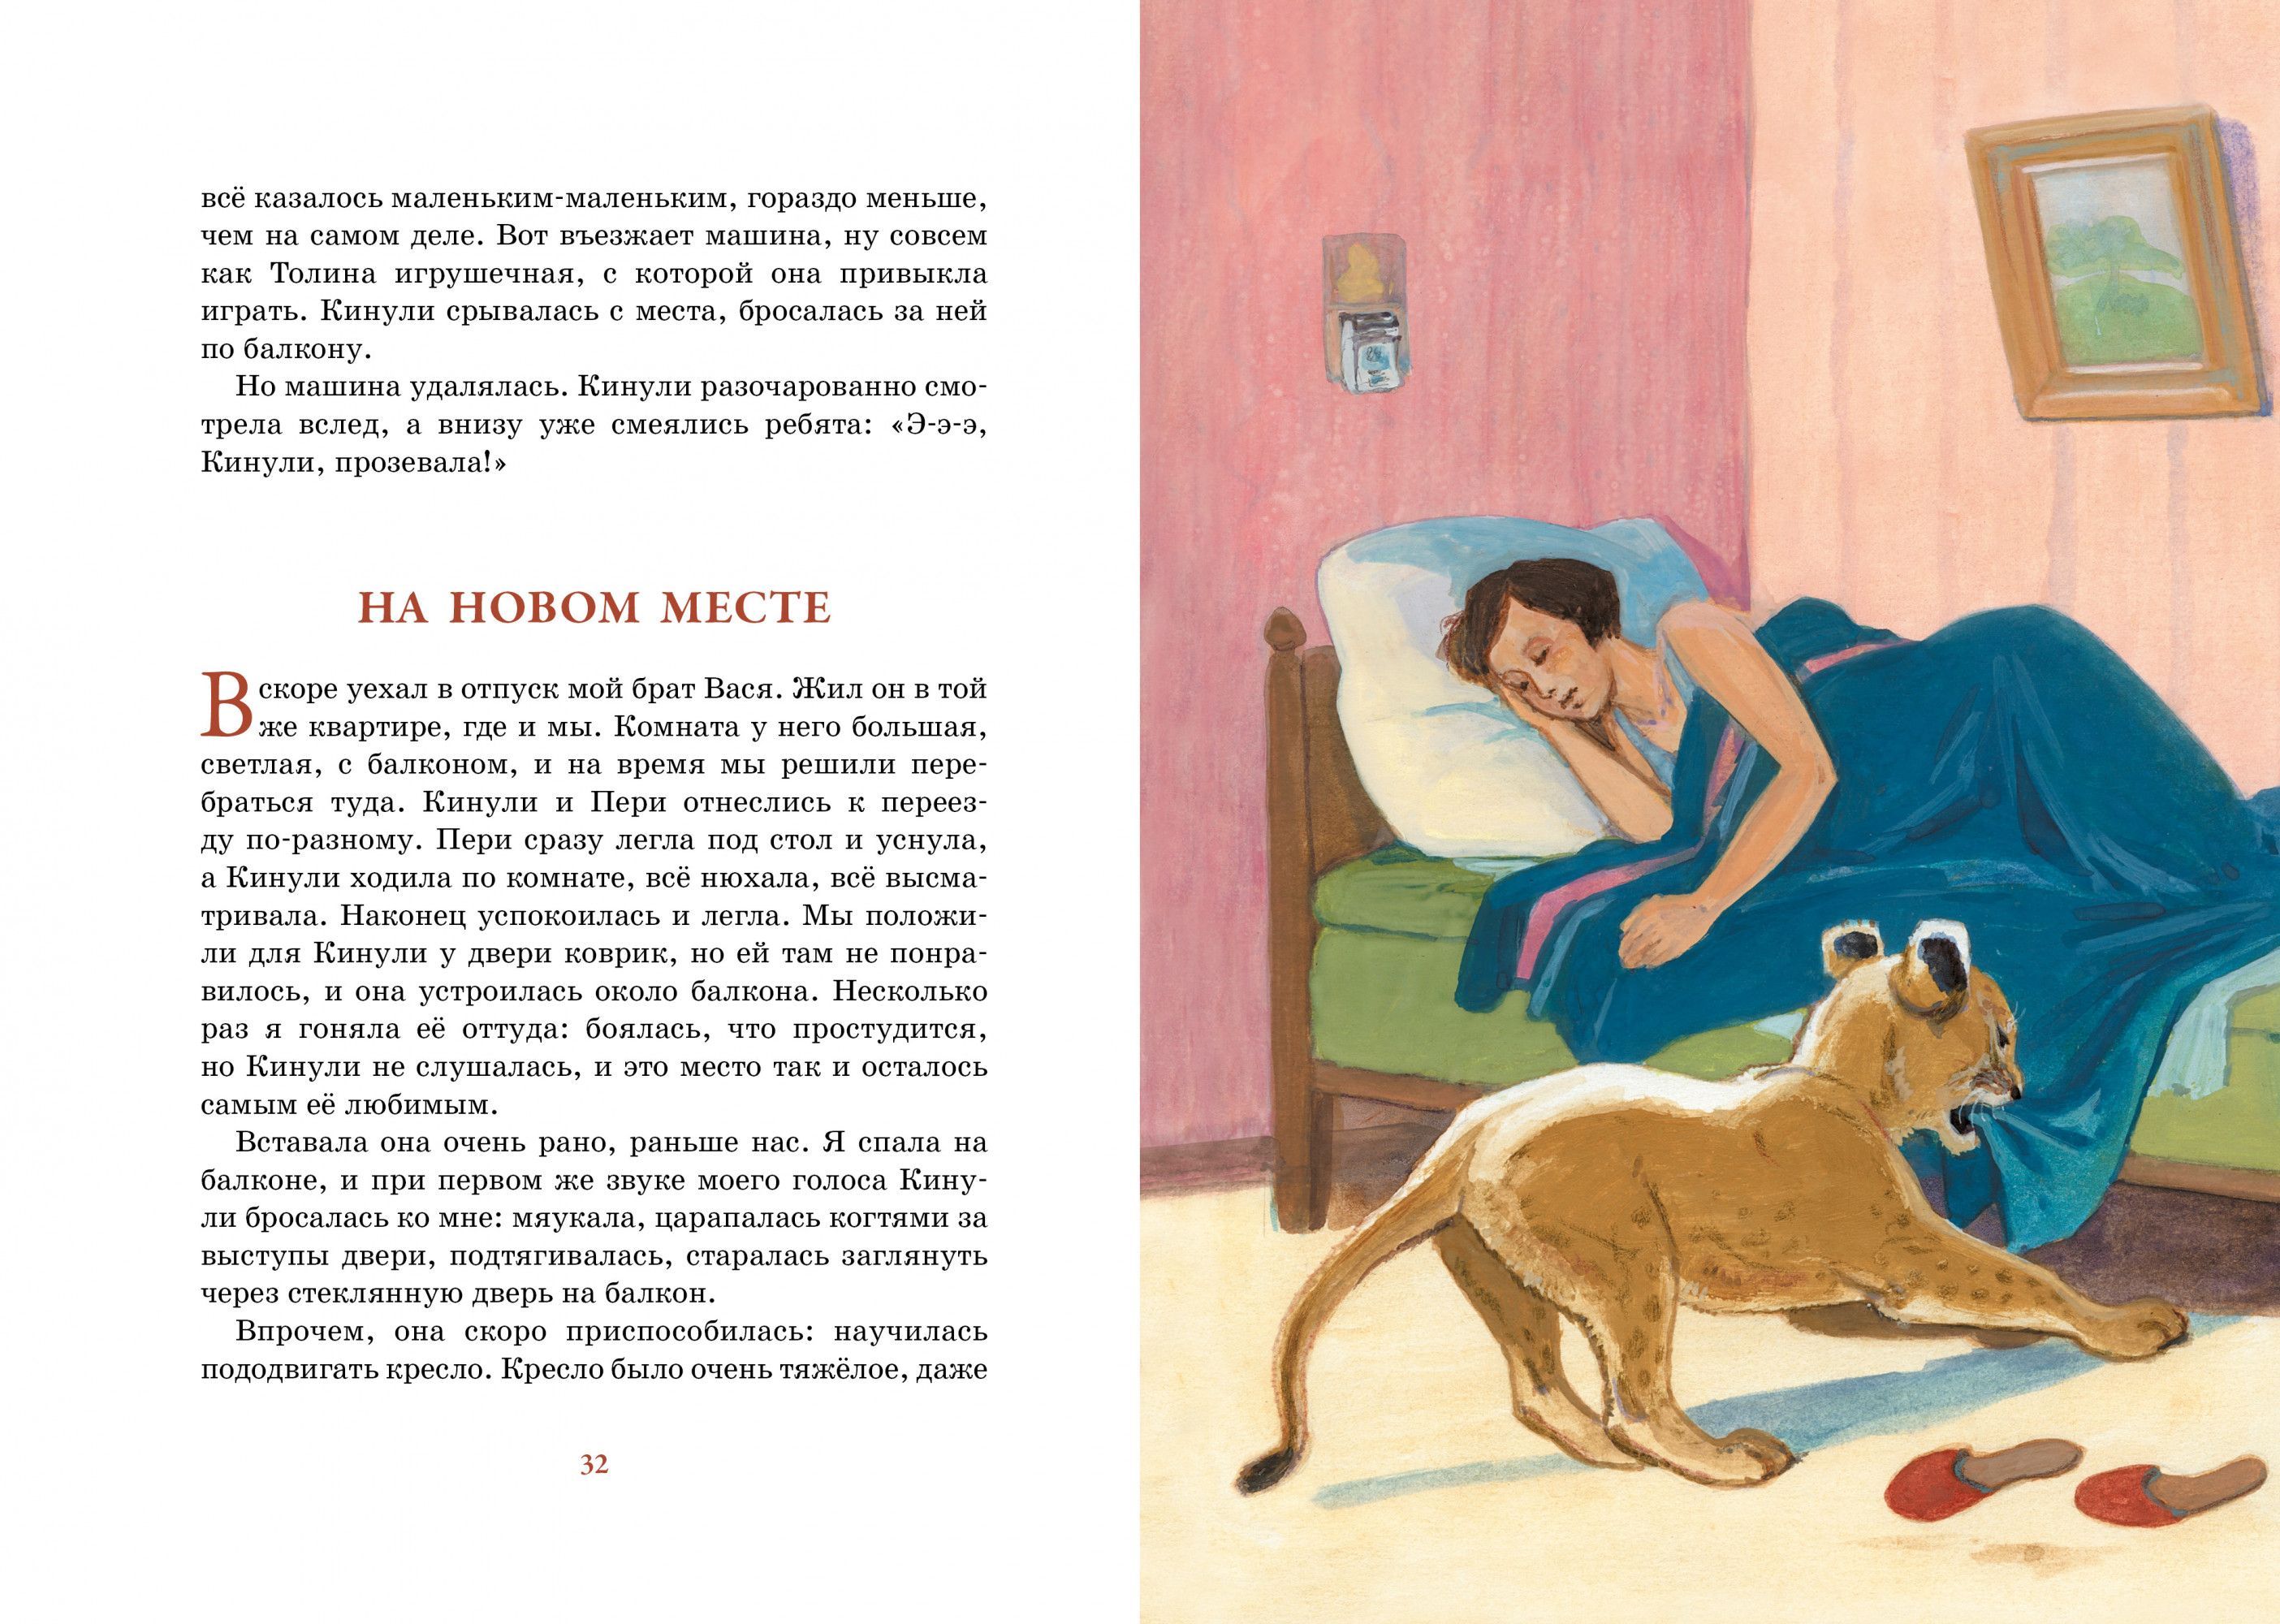 всё казалось маленьким-маленьким, гораздо меньше,
чем на самом деле. Вот въезжает машина, ну совсем
как Толина игрушечная, с которой она привыкла
играть. Кинули срывалась с места, бросалась за ней
по балкону.
Но машина удалялась. Кинули разочарованно смо-
трела вслед, а внизу уже смеялись ребята: «Э-э-э,
Кинули, прозевала!»
НА НОВОМ МЕСТЕ
Вскоре уехал в отпуск мой брат Вася. Жил он в той
же квартире, где и мы. Комната у него большая,
светлая, с балконом, и на время мы решили пере-
браться туда. Кинули и Пери отнеслись к переез-
ду по-разному. Пери сразу легла под стол и уснула,
а Кинули ходила по комнате, всё нюхала, всё высма-
тривала. Наконец успокоилась и легла. Мы положи-
ли для Кинули у двери коврик, но ей там не понра-
вилось, и она устроилась около балкона. Несколько
раз я гоняла её оттуда: боялась, что простудится,
но Кинули не слушалась, и это место так и осталось
самым её любимым.
Вставала она очень рано, раньше нас. Я спала на
балконе, и при первом же звуке моего голоса Кину-
ли бросалась ко мне: мяукала, царапалась когтями за
выступы двери, подтягивалась, старалась заглянуть
через стеклянную дверь на балкон.
Впрочем, она скоро приспособилась: научилась
пододвигать кресло. Кресло было очень тяжёлое, даже
32